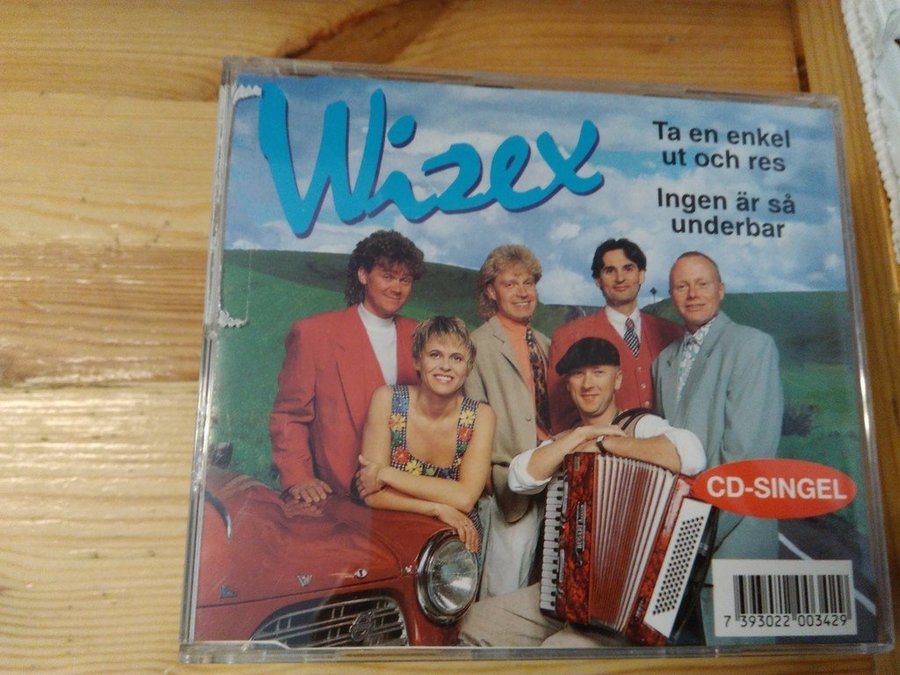 Wizex
Ta en enkel
ut och res
Ingen är så
underbar
CD-SINGEL
7 393022 003429